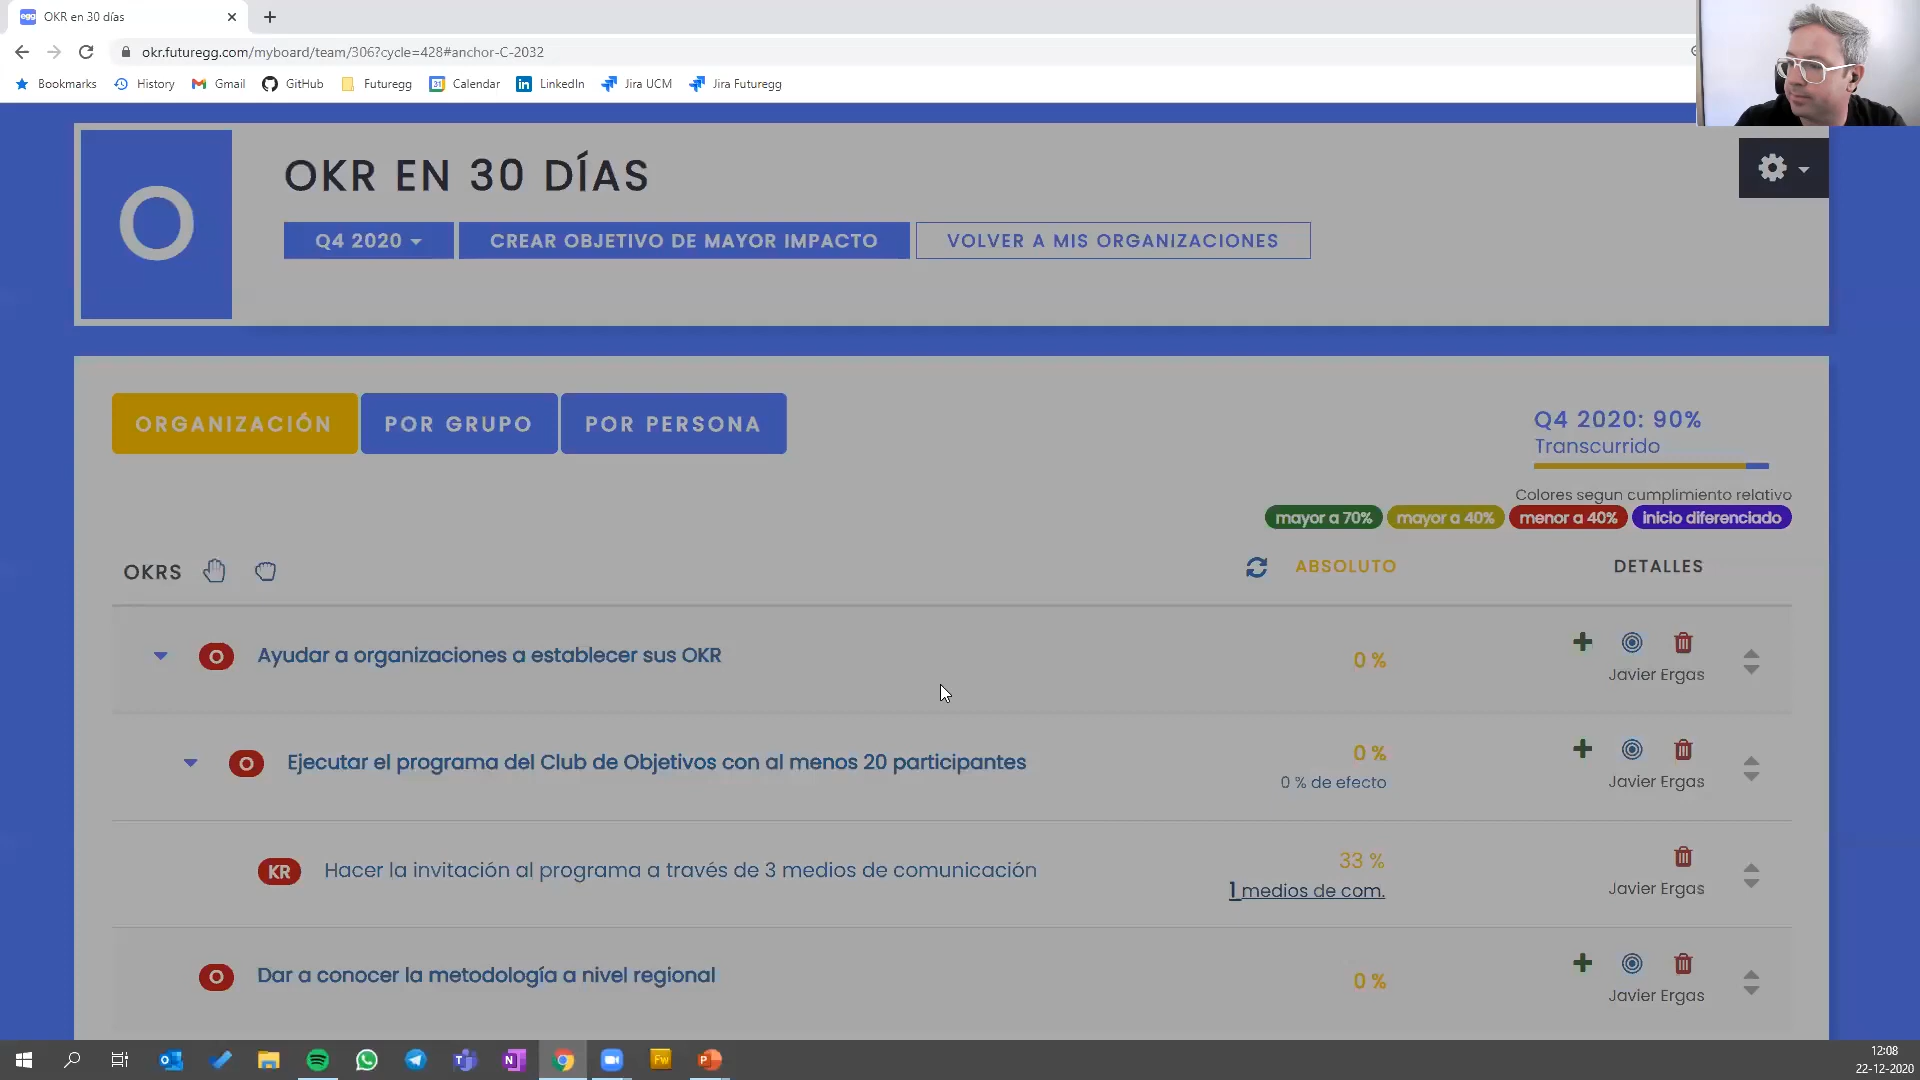 egg OKR en 30 días
okr.futuregg.com/myboard/team/306?cycle=428#anchor-C-2032
Bookmarks History Gmail GitHub Futuregg 31 Calendar in LinkedIn Jira UCM Jira Futuregg
O
OKR EN 30 DÍAS
Q4 2020 CREAR OBJETIVO DE MAYOR IMPACTO VOLVER A MIS ORGANIZACIONES
ORGANIZACIÓN POR GRUPO POR PERSONA
Q4 2020: 90%
Transcurrido
Colores segun cumplimiento relativo
mayor a 70% mayor a 40% menor a 40% inicio diferenciado
OKRS ABSOLUTO DETALLES
O Ayudar a organizaciones a establecer sus OKR 0 %
Javier Ergas
O Ejecutar el programa del Club de Objetivos con al menos 20 participantes 0 %
0 % de efecto Javier Ergas
KR Hacer la invitación al programa a través de 3 medios de comunicación 33 %
1 medios de com. Javier Ergas
O Dar a conocer la metodología a nivel regional 0 %
Javier Ergas
12:08
22-12-2020